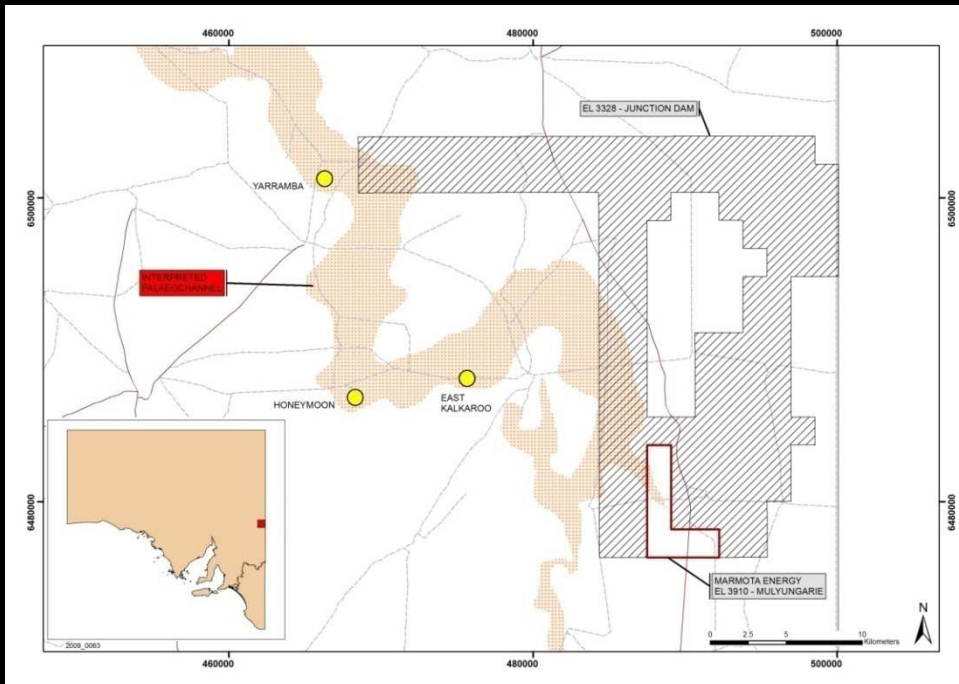 460000
480000
500000
EL 3328 - JUNCTION DAM
YARRAMBA
6500000
6500000
INTERPRETED
PALAEOCHANNEL
HONEYMOON
EAST
KALKAROO
6480000
6480000
MARMOTA ENERGY
EL 3910 - MULYUNGARIE
N
0 2.5 5 10
Kilometers
2009_0063
460000
480000
500000